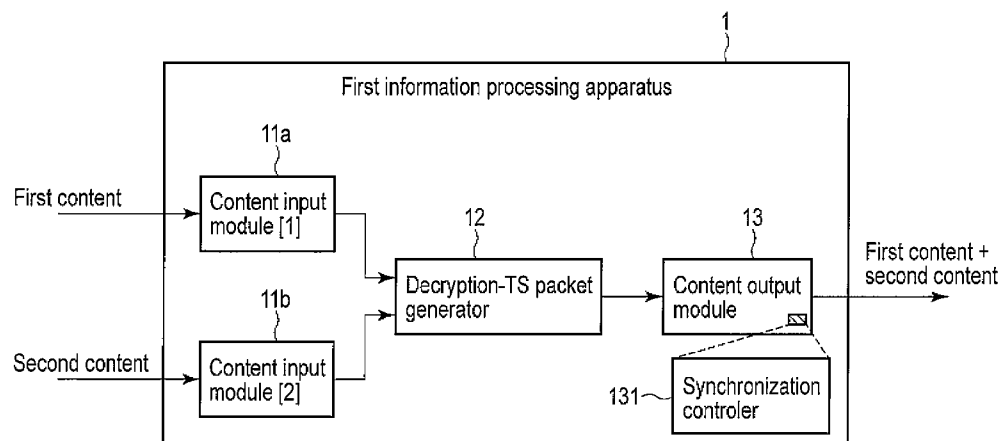 1
First information processing apparatus
11a
First content
Content input
module [1]
12
13
First content +
second content
Decryption-TS packet
generator
Content output
module
11b
Second content
Content input
module [2]
131
Synchronization
controler